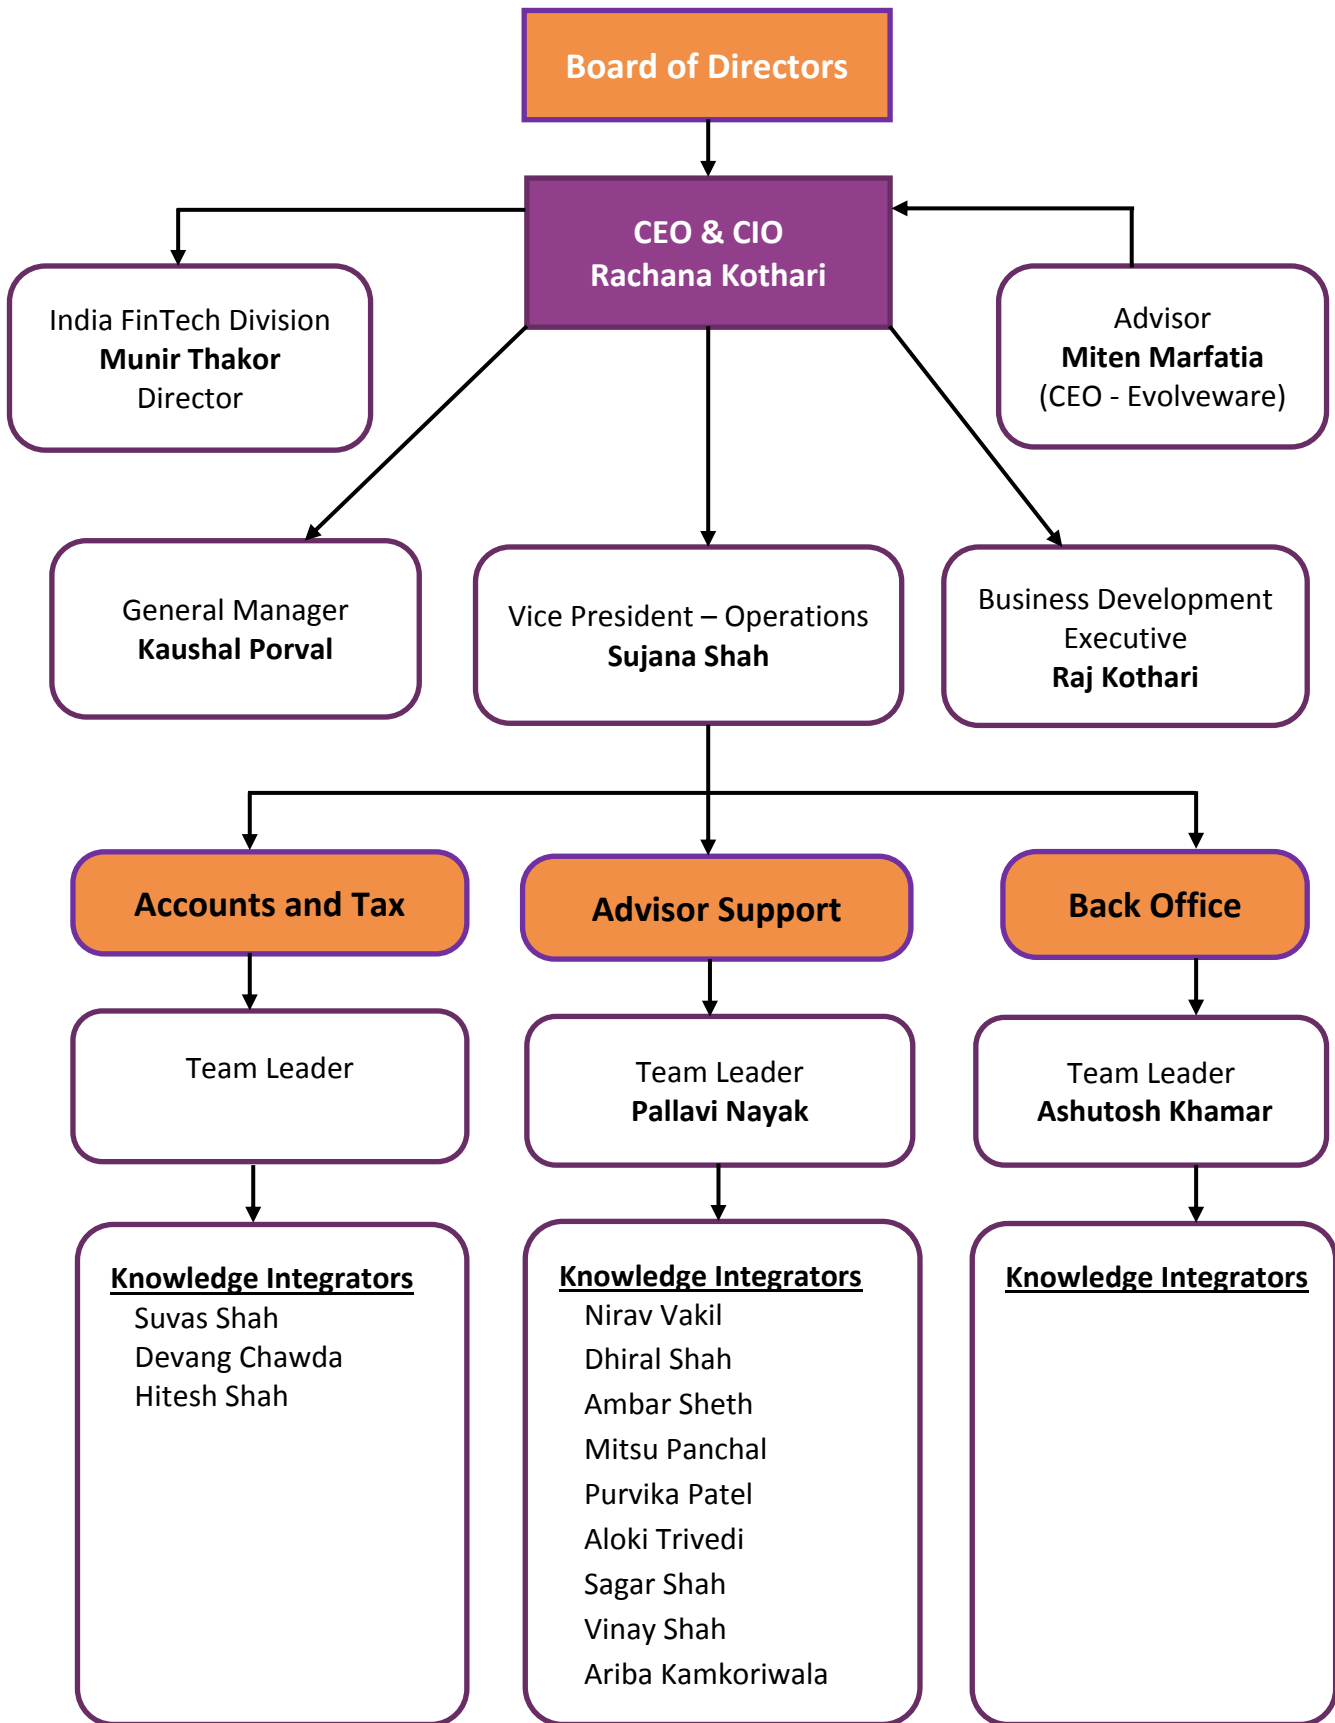 Board of Directors
CEO & CIO
Rachana Kothari
India FinTech Division
Munir Thakor
Director
Advisor
Miten Marfatia
(CEO - Evolveware)
General Manager
Kaushal Porval
Vice President – Operations
Sujana Shah
Business Development
Executive
Raj Kothari
Accounts and Tax
Advisor Support
Back Office
Team Leader
Team Leader
Pallavi Nayak
Team Leader
Ashutosh Khamar
Knowledge Integrators
Suvas Shah
Devang Chawda
Hitesh Shah
Knowledge Integrators
Nirav Vakil
Dhiral Shah
Ambar Sheth
Mitsu Panchal
Purvika Patel
Aloki Trivedi
Sagar Shah
Vinay Shah
Ariba Kamkoriwala
Knowledge Integrators